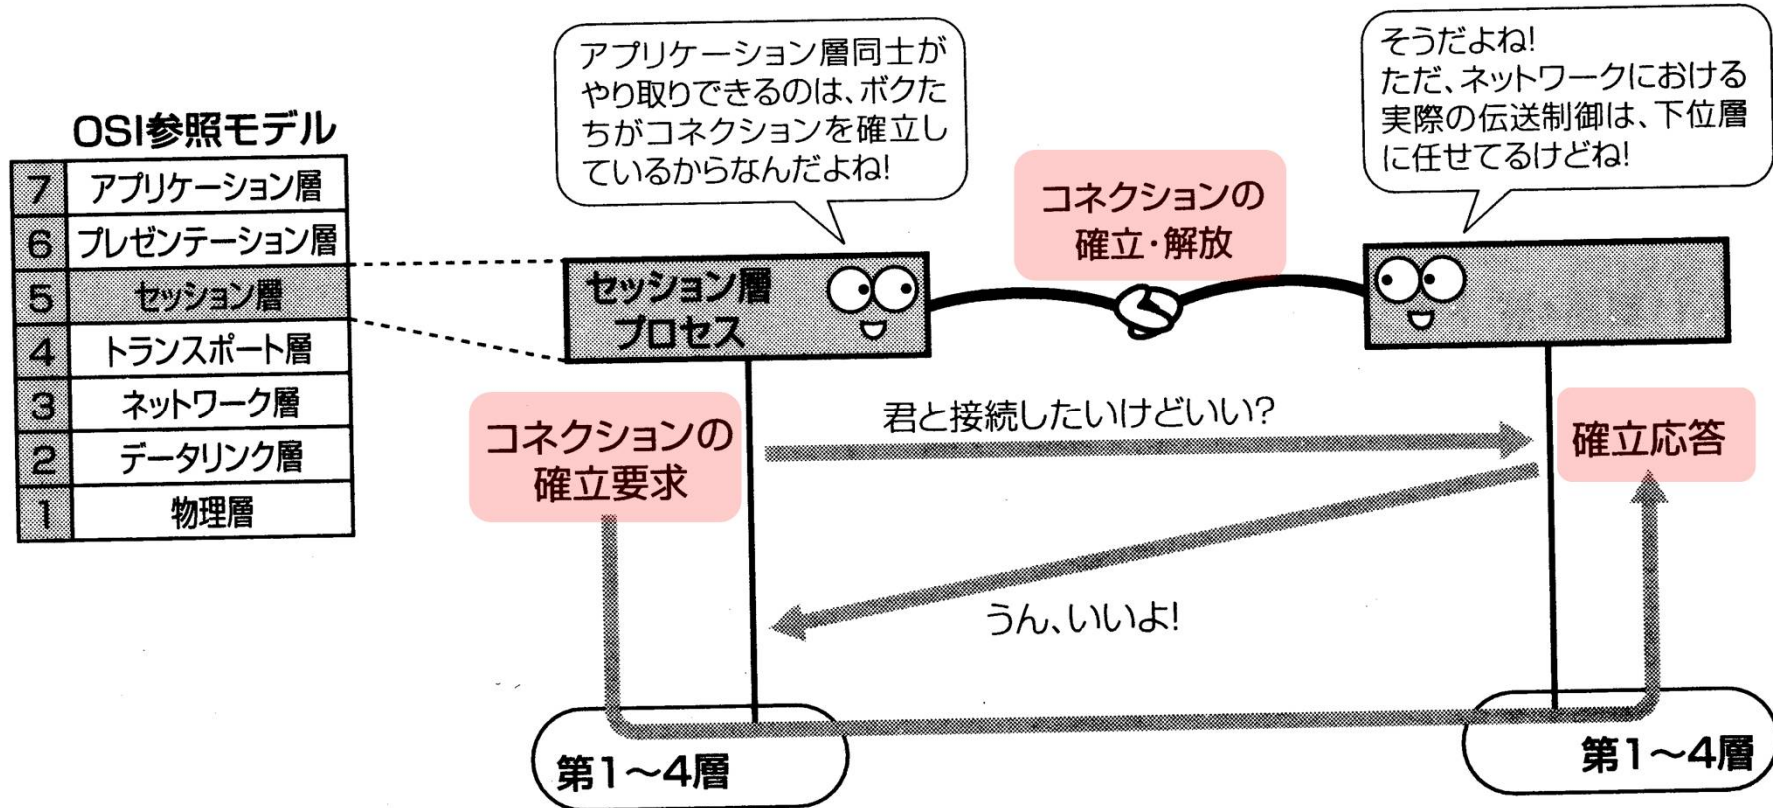 OSI参照モデル
7 アプリケーション層
6 プレゼンテーション層
5 セッション層
4 トランスポート層
3 ネットワーク層
2 データリンク層
1 物理層
アプリケーション層同士が
やり取りできるのは、ボクた
ちがコネクションを確立し
ているからなんだよね!
そうだよね!
ただ、ネットワークにおける
実際の伝送制御は、下位層
に任せてるけどね!
コネクションの
確立・解放
セッション層
プロセス
コネクションの
確立要求
君と接続したいけどいい?
確立応答
うん、いいよ!
第1〜4層
第1〜4層